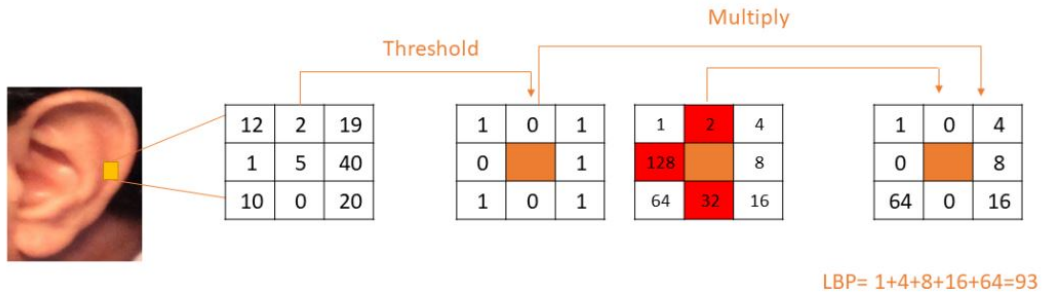 Multiply
Threshold
12 2 19
1 5 40
10 0 20
1 0 1
0 1
1 0 1
1 2 4
128 8
64 32 16
1 0 4
0 8
64 0 16
LBP= 1+4+8+16+64=93